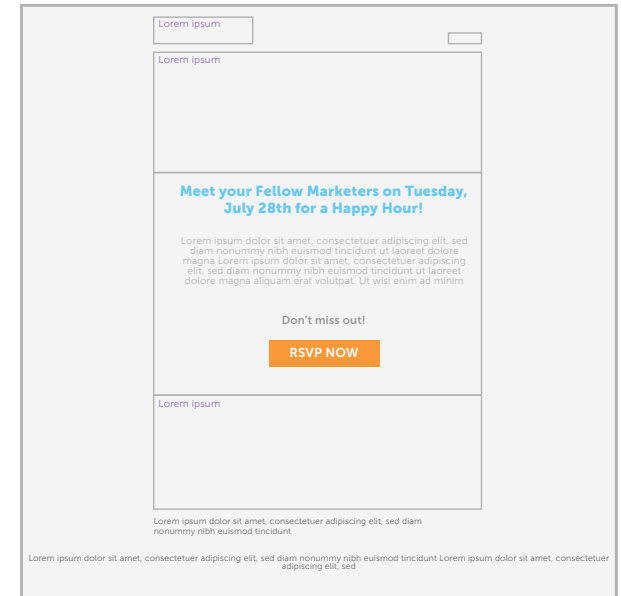 Lorem ipsum
Lorem ipsum
Meet your Fellow Marketers on Tuesday,
July 28th for a Happy Hour!
Lorem ipsum dolor sit amet, consectetuer adipiscing elit, sed
diam nonummy nibh euismod tincidunt ut laoreet dolore
magna Lorem ipsum dolor sit amet, consectetuer adipiscing
elit, sed diam nonummy nibh euismod tincidunt ut laoreet
dolore magna aliquam erat volutpat. Ut wisi enim ad minim
Don't miss out!
RSVP NOW
Lorem ipsum
Lorem ipsum dolor sit amet, consectetuer adipiscing elit, sed diam
nonummy nibh euismod tincidunt
Lorem ipsum dolor sit amet, consectetuer adipiscing elit, sed diam nonummy nibh euismod tincidunt Lorem ipsum dolor sit amet, consectetuer
adipiscing elit, sed